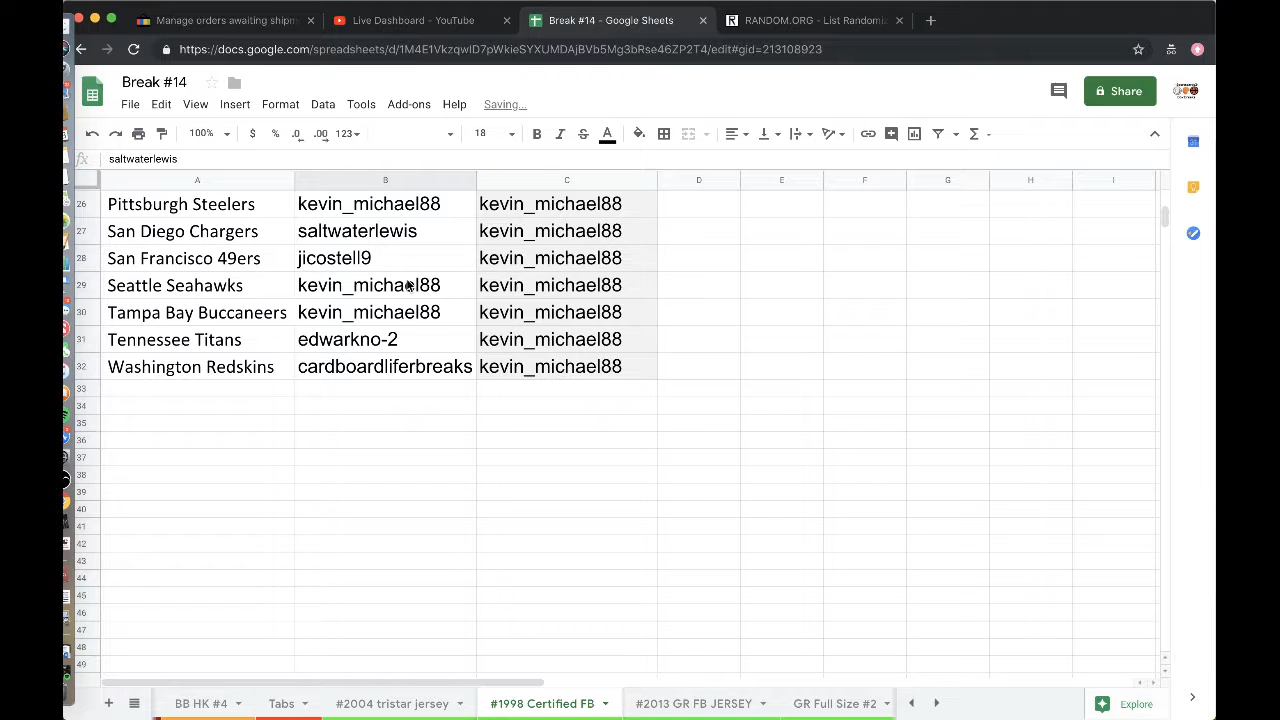 Manage orders awaiting shipm
Live Dashboard - YouTube
Break #14 - Google Sheets
RANDOM.ORG - List randomiz
https://docs.google.com/spreadsheets/d/1M4E1VkzqwID7pVkieSYXUMDAjBVb5Mg3bRse46ZP2T4/edit#gid=213108923
Break #14
File Edit View Insert Format Data Tools Add-ons Help Saving...
Share
100% $ % .0 .00 123 18 B I S A Σ
fx saltwaterlewis
A B C D E F G H I
26 Pittsburgh Steelers kevin_michael88 kevin_michael88
27 San Diego Chargers saltwaterlewis kevin_michael88
28 San Francisco 49ers jicostell9 kevin_michael88
29 Seattle Seahawks kevin_michael88 kevin_michael88
30 Tampa Bay Buccaneers kevin_michael88 kevin_michael88
31 Tennessee Titans edwarkno-2 kevin_michael88
32 Washington Redskins cardboardliferbreaks kevin_michael88
33
34
35
36
37
38
39
40
41
42
43
44
45
46
47
48
49
BB HK #4 Tabs #2004 tristar jersey #1998 Certified FB #2013 GR FB JERSEY GR Full Size #2 Explore